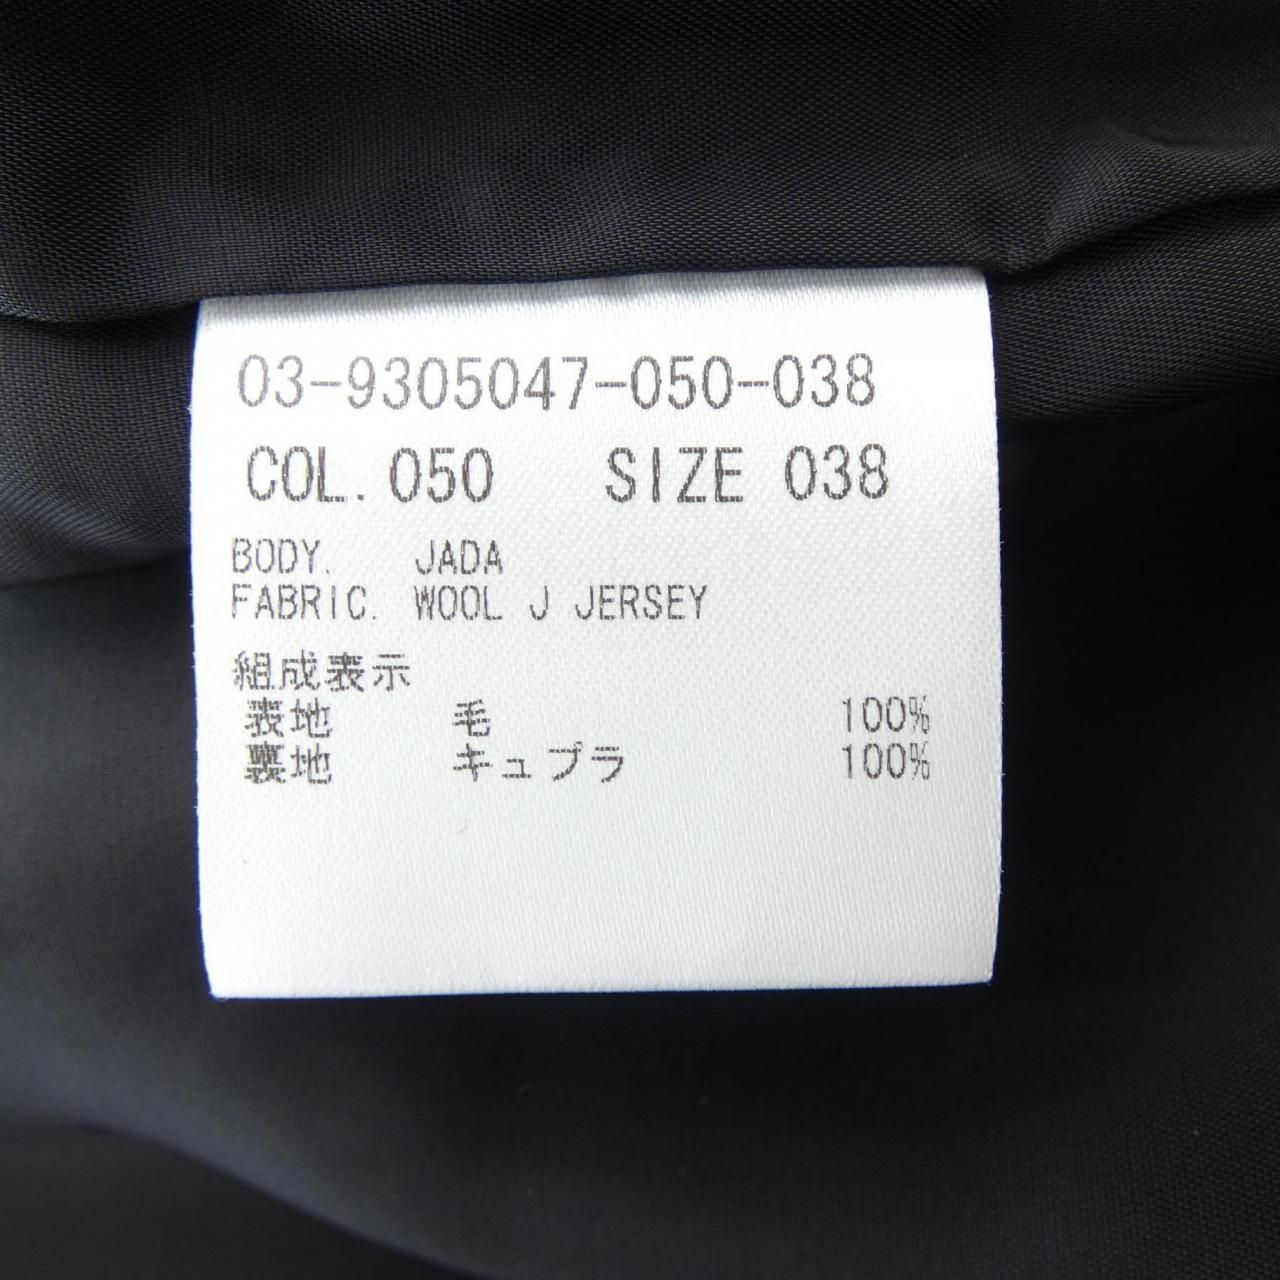 03-9305047-050-038
COL. 050 SIZE 038
BODY. JADA
FABRIC. WOOL J JERSEY
組成表示
表地 毛 100%
裏地 キュプラ 100%